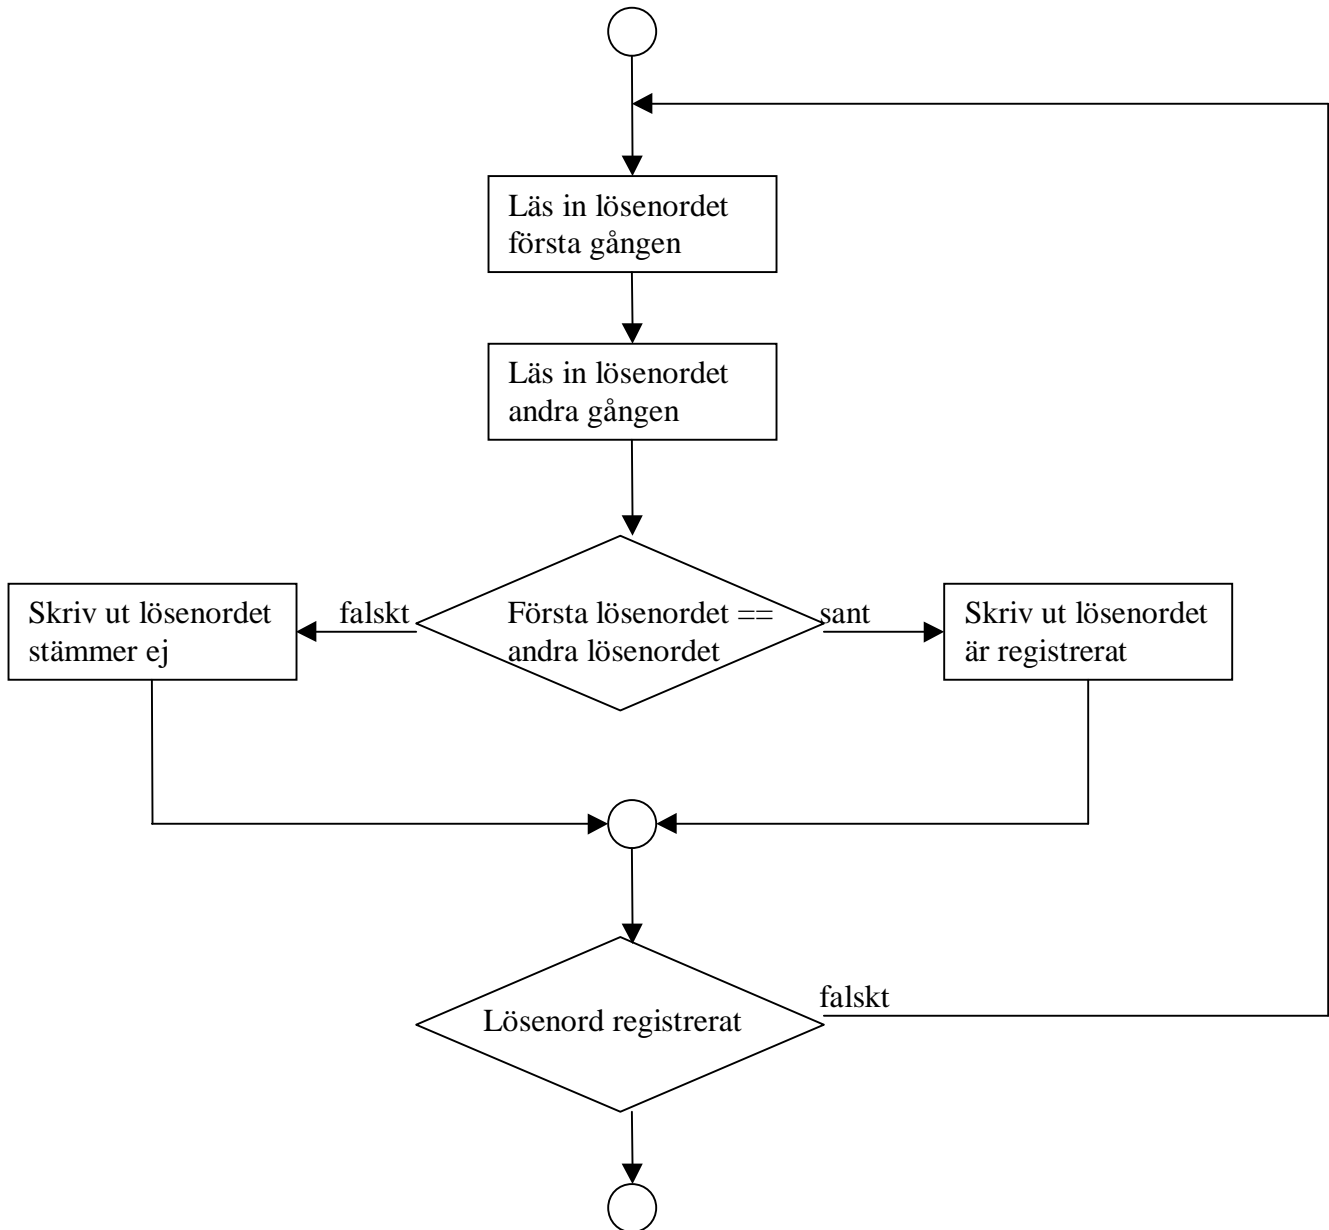 Läs in lösenordet
första gången
Läs in lösenordet
andra gången
Skriv ut lösenordet
stämmer ej
falskt
Första lösenordet ==
andra lösenordet
sant
Skriv ut lösenordet
är registrerat
Lösenord registrerat
falskt